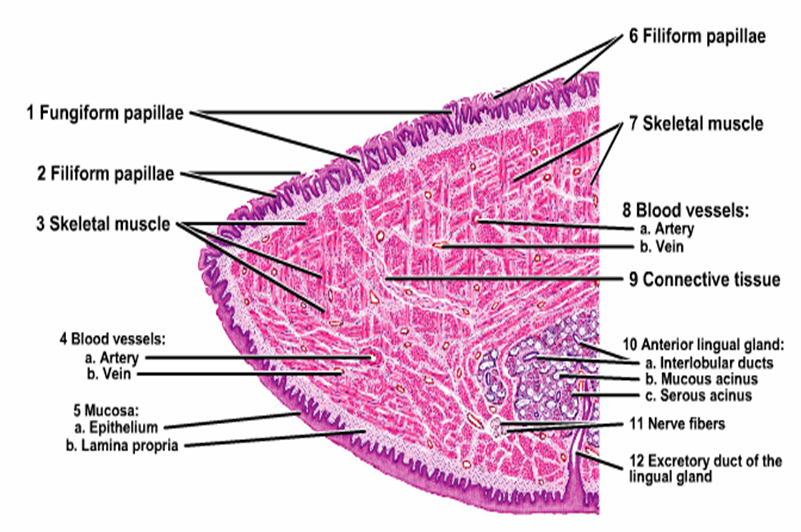 1 Fungiform papillae
2 Filiform papillae
3 Skeletal muscle
4 Blood vessels:
a. Artery
b. Vein
5 Mucosa:
a. Epithelium
b. Lamina propria
6 Filiform papillae
7 Skeletal muscle
8 Blood vessels:
a. Artery
b. Vein
9 Connective tissue
10 Anterior lingual gland:
a. Interlobular ducts
b. Mucous acinus
c. Serous acinus
11 Nerve fibers
12 Excretory duct of the
lingual gland